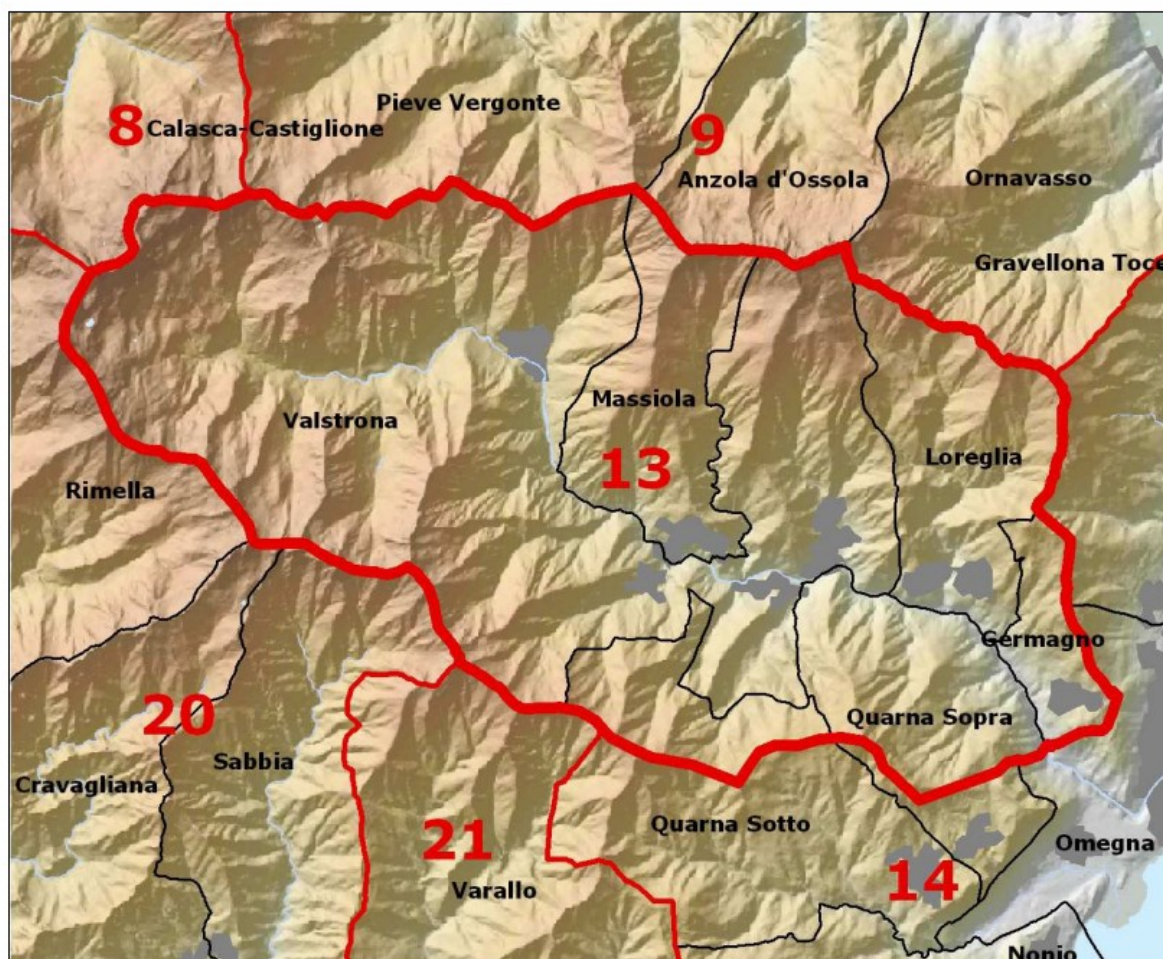 Pieve Vergonte
8
Calasca-Castiglione
9
Anzola d'Ossola
Ornavasso
Gravellona Toce
Massiola
Valstrona
Loreglia
13
Rimella
Germagno
20
Quarna Sopra
Sabbia
Cravagliana
Quarna Sotto
21
Omegna
14
Varallo
Nonio